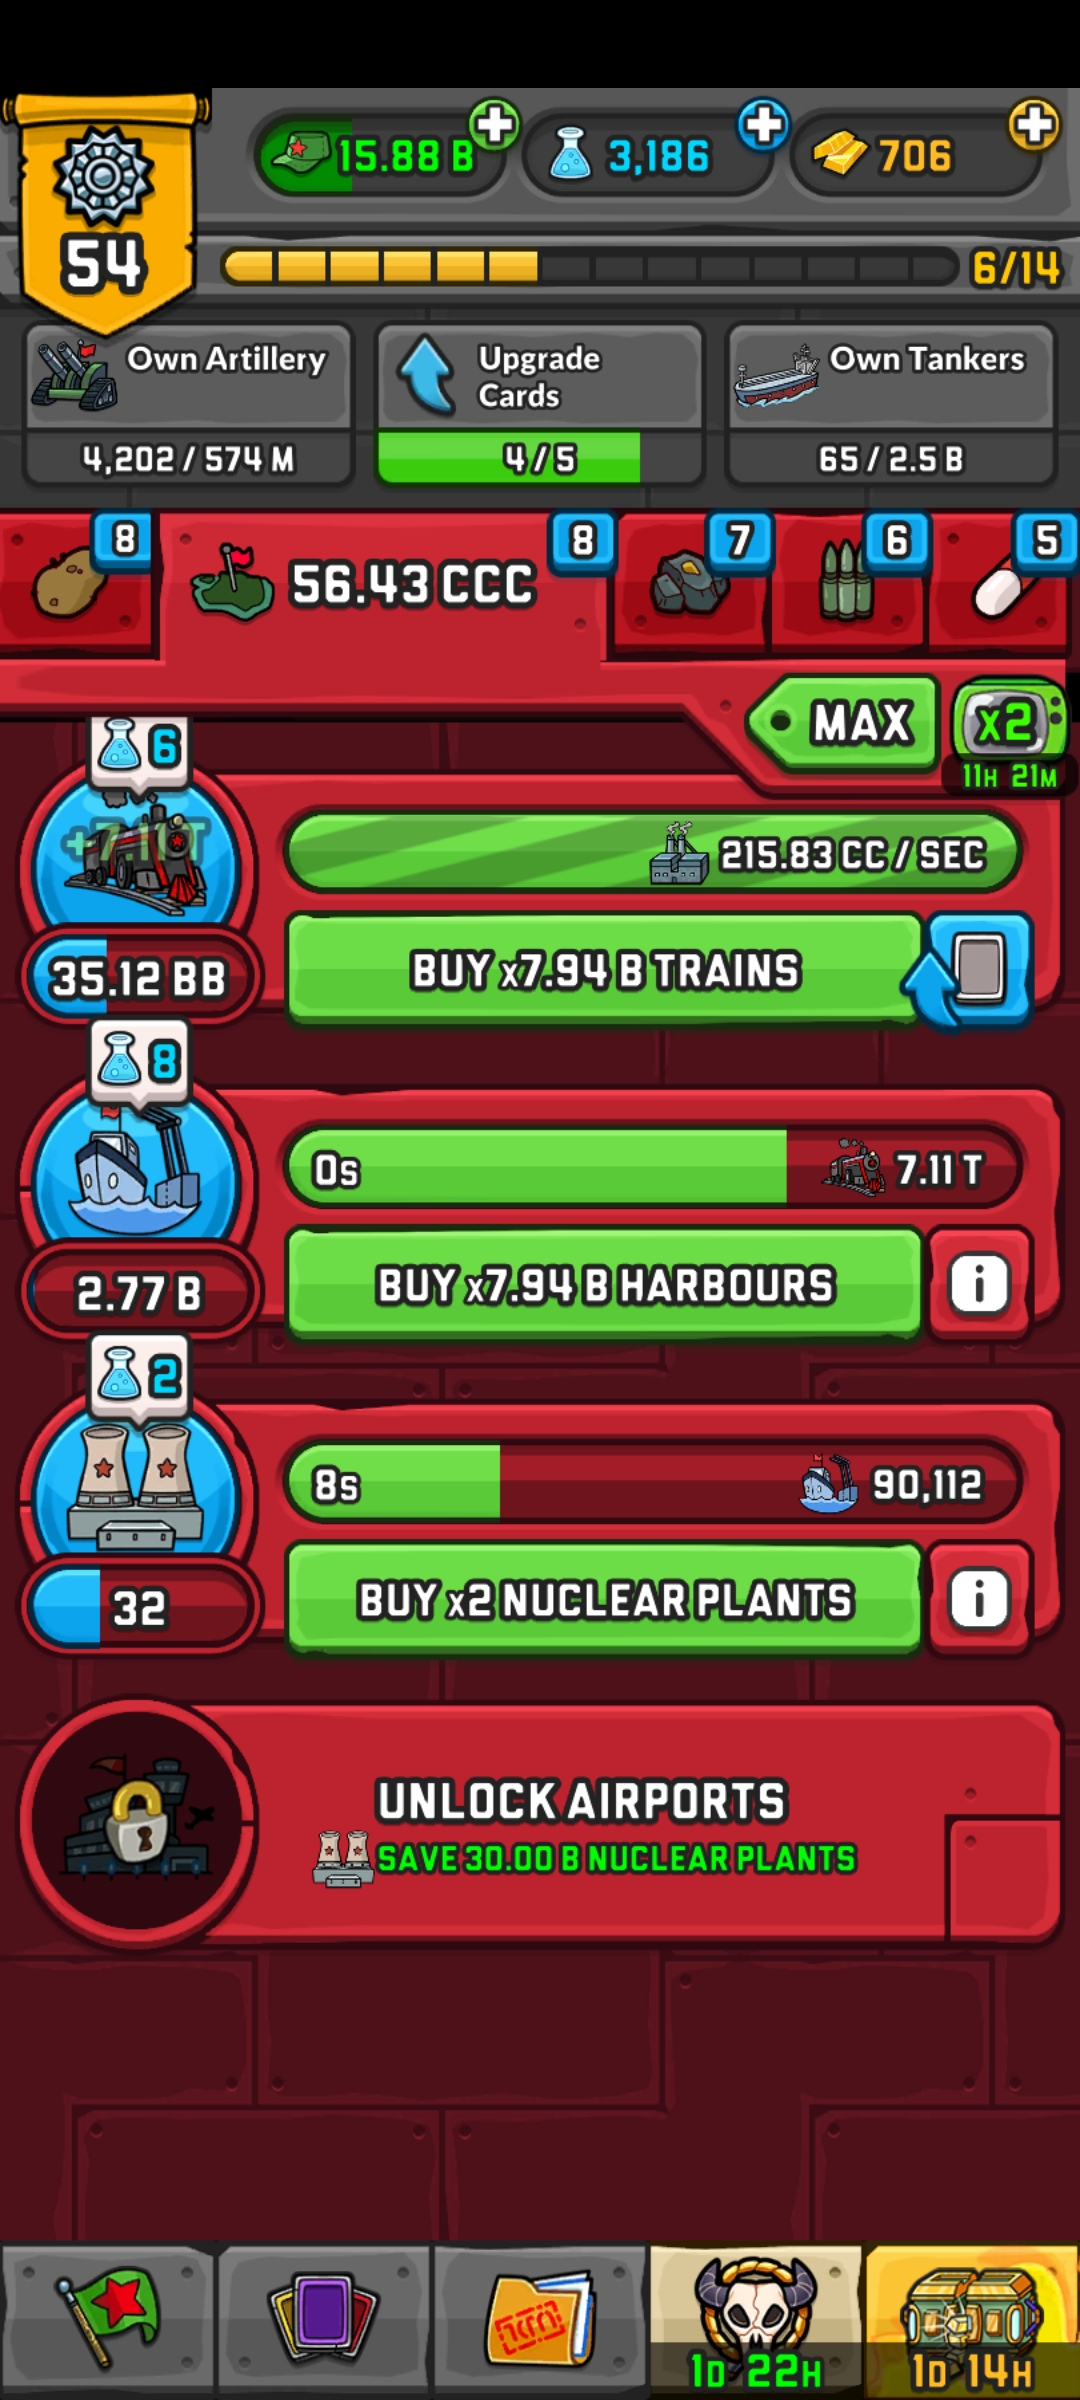 54
15.88 B
3,186
706
6/14
Own Artillery
4,202 / 574 M
Upgrade
Cards
4 / 5
Own Tankers
65 / 2.5 B
8
56.43 CCC
8
7
6
5
MAX
x2
11H 21M
6
+7.11 T
215.83 CC / SEC
35.12 BB
BUY x7.94 B TRAINS
8
0s
7.11 T
2.77 B
BUY x7.94 B HARBOURS
i
2
8s
90,112
32
BUY x2 NUCLEAR PLANTS
i
UNLOCK AIRPORTS
SAVE 30.00 B NUCLEAR PLANTS
1D 22H
1D 14H